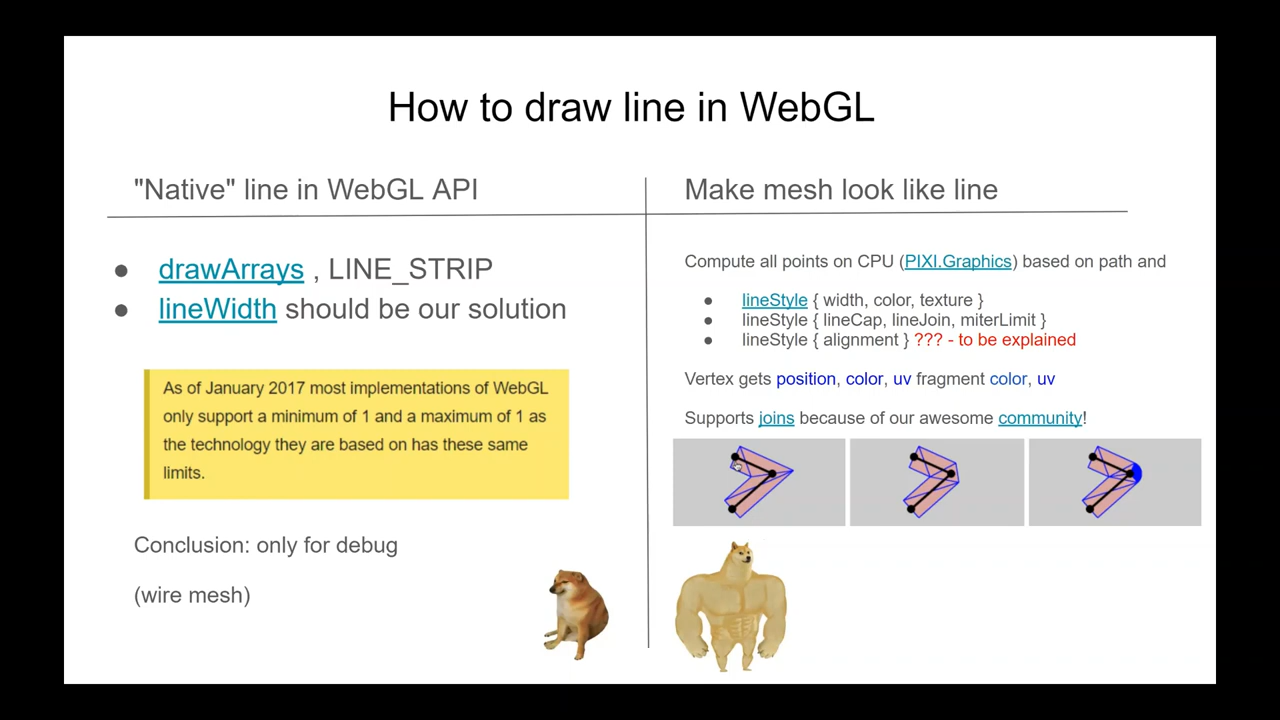 How to draw line in WebGL
"Native" line in WebGL API
● drawArrays , LINE_STRIP
● lineWidth should be our solution
As of January 2017 most implementations of WebGL
only support a minimum of 1 and a maximum of 1 as
the technology they are based on has these same
limits.
Conclusion: only for debug
(wire mesh)
Make mesh look like line
Compute all points on CPU (PIXI.Graphics) based on path and
● lineStyle { width, color, texture }
● lineStyle { lineCap, lineJoin, miterLimit }
● lineStyle { alignment } ??? - to be explained
Vertex gets position, color, uv fragment color, uv
Supports joins because of our awesome community!